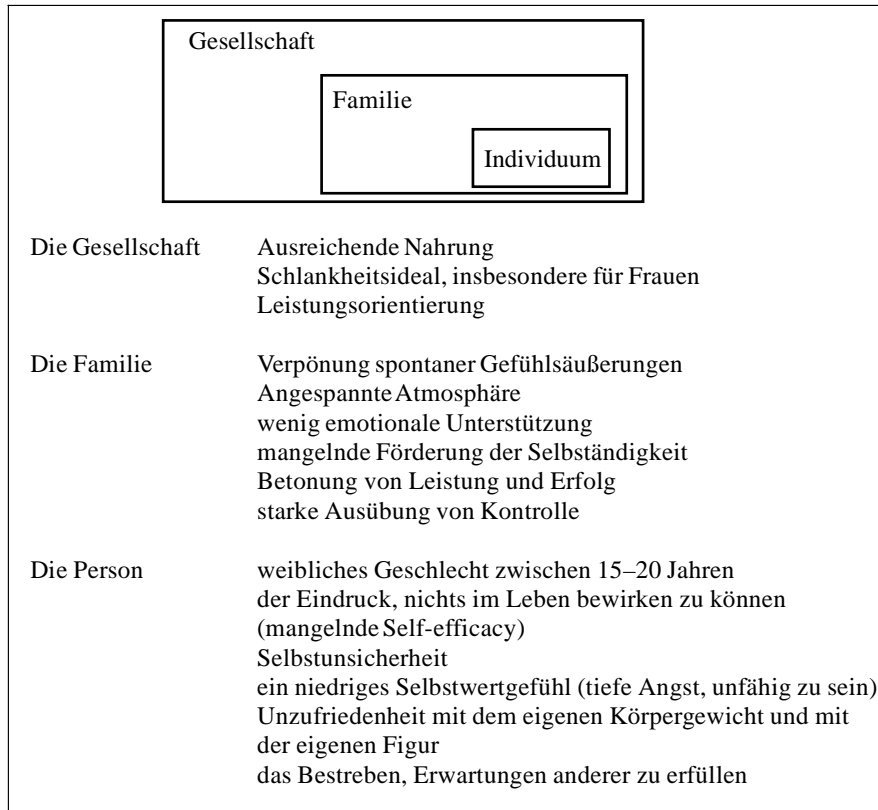 Gesellschaft
Familie
Individuum
Die Gesellschaft Ausreichende Nahrung
Schlankheitsideal, insbesondere für Frauen
Leistungsorientierung
Die Familie Verpönung spontaner Gefühlsäußerungen
Angespannte Atmosphäre
wenig emotionale Unterstützung
mangelnde Förderung der Selbständigkeit
Betonung von Leistung und Erfolg
starke Ausübung von Kontrolle
Die Person weibliches Geschlecht zwischen 15–20 Jahren
der Eindruck, nichts im Leben bewirken zu können
(mangelnde Self-efficacy)
Selbstunsicherheit
ein niedriges Selbstwertgefühl (tiefe Angst, unfähig zu sein)
Unzufriedenheit mit dem eigenen Körpergewicht und mit
der eigenen Figur
das Bestreben, Erwartungen anderer zu erfüllen